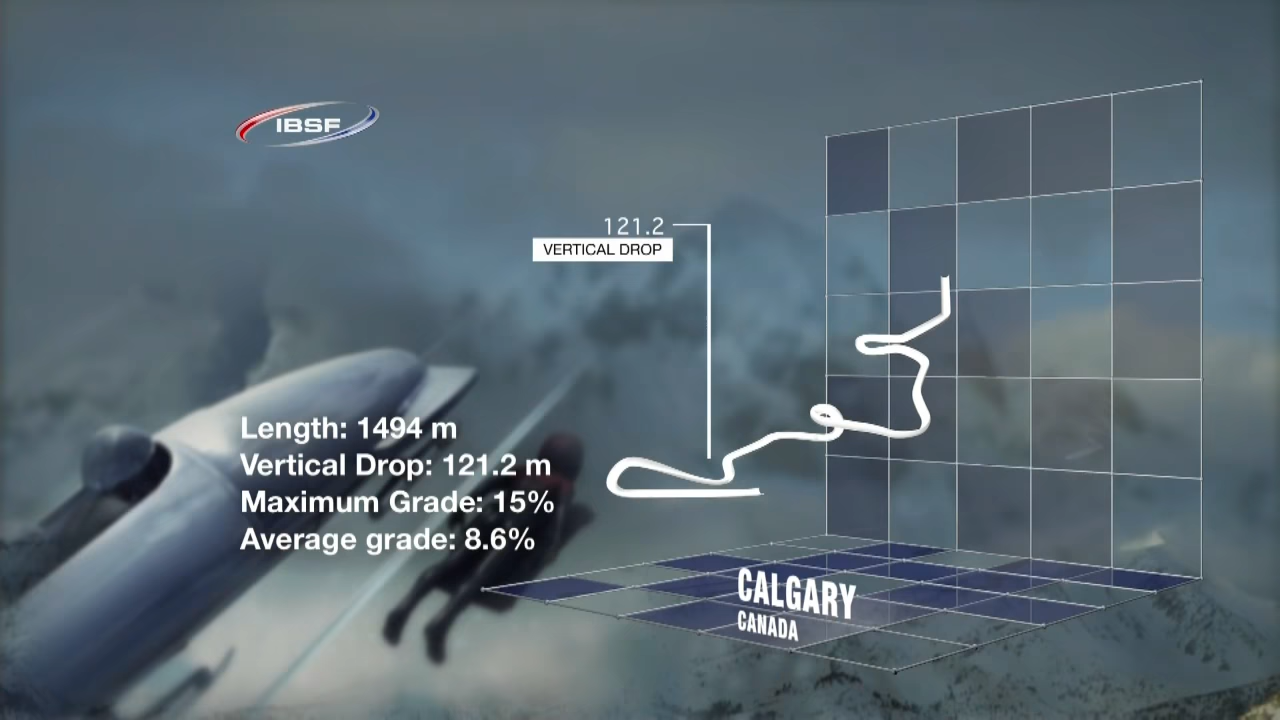 IBSF
121.2
VERTICAL DROP
Length: 1494 m
Vertical Drop: 121.2 m
Maximum Grade: 15%
Average grade: 8.6%
CALGARY
CANADA